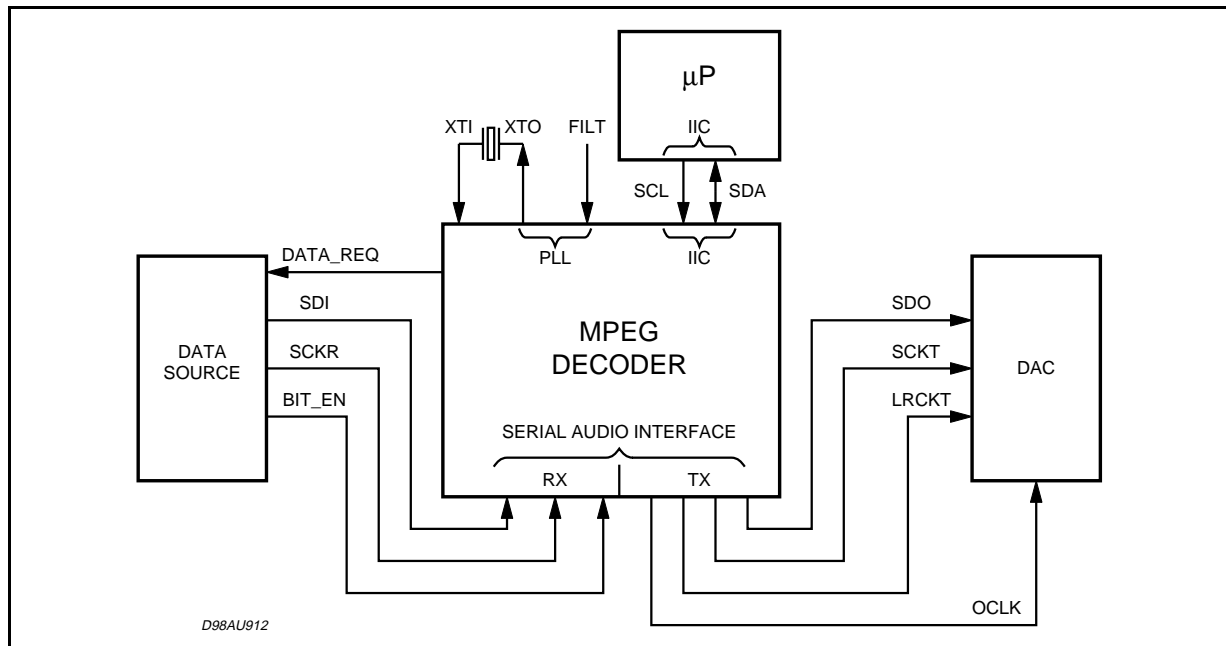 μP
XTI
XTO
FILT
IIC
SCL
SDA
DATA_REQ
PLL
IIC
SDI
SDO
MPEG
DECODER
DATA
SOURCE
SCKR
SCKT
DAC
BIT_EN
LRCKT
SERIAL AUDIO INTERFACE
RX
TX
OCLK
D98AU912